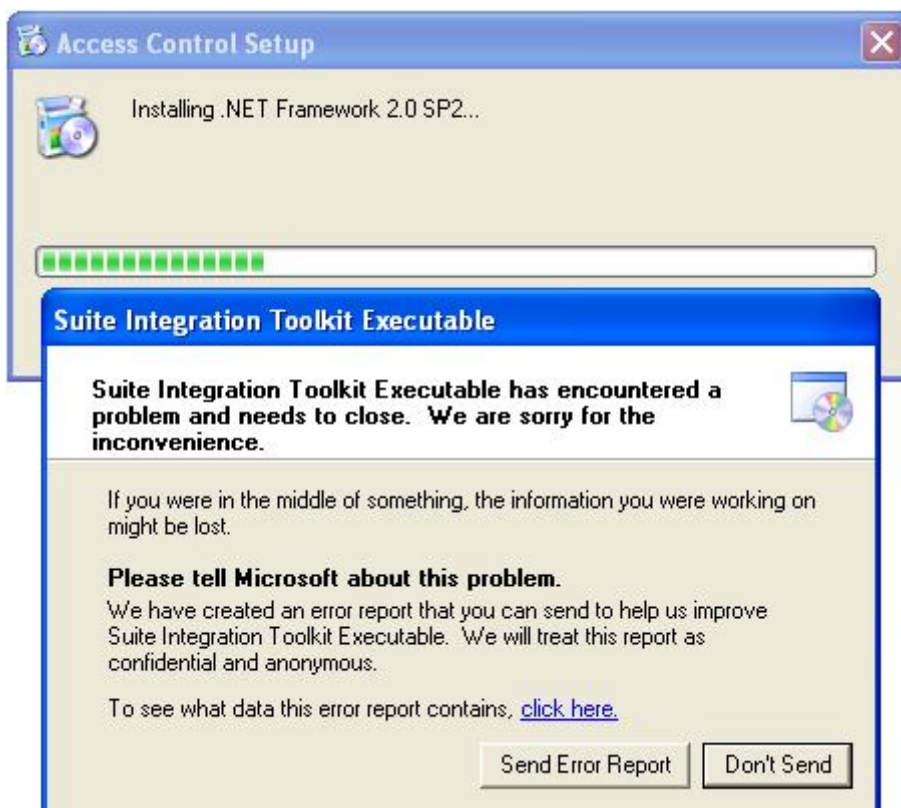 Access Control Setup
Installing .NET Framework 2.0 SP2...
Suite Integration Toolkit Executable
Suite Integration Toolkit Executable has encountered a
problem and needs to close.  We are sorry for the
inconvenience.
If you were in the middle of something, the information you were working on
might be lost.
Please tell Microsoft about this problem.
We have created an error report that you can send to help us improve
Suite Integration Toolkit Executable.  We will treat this report as
confidential and anonymous.
To see what data this error report contains, click here.
Send Error Report
Don't Send